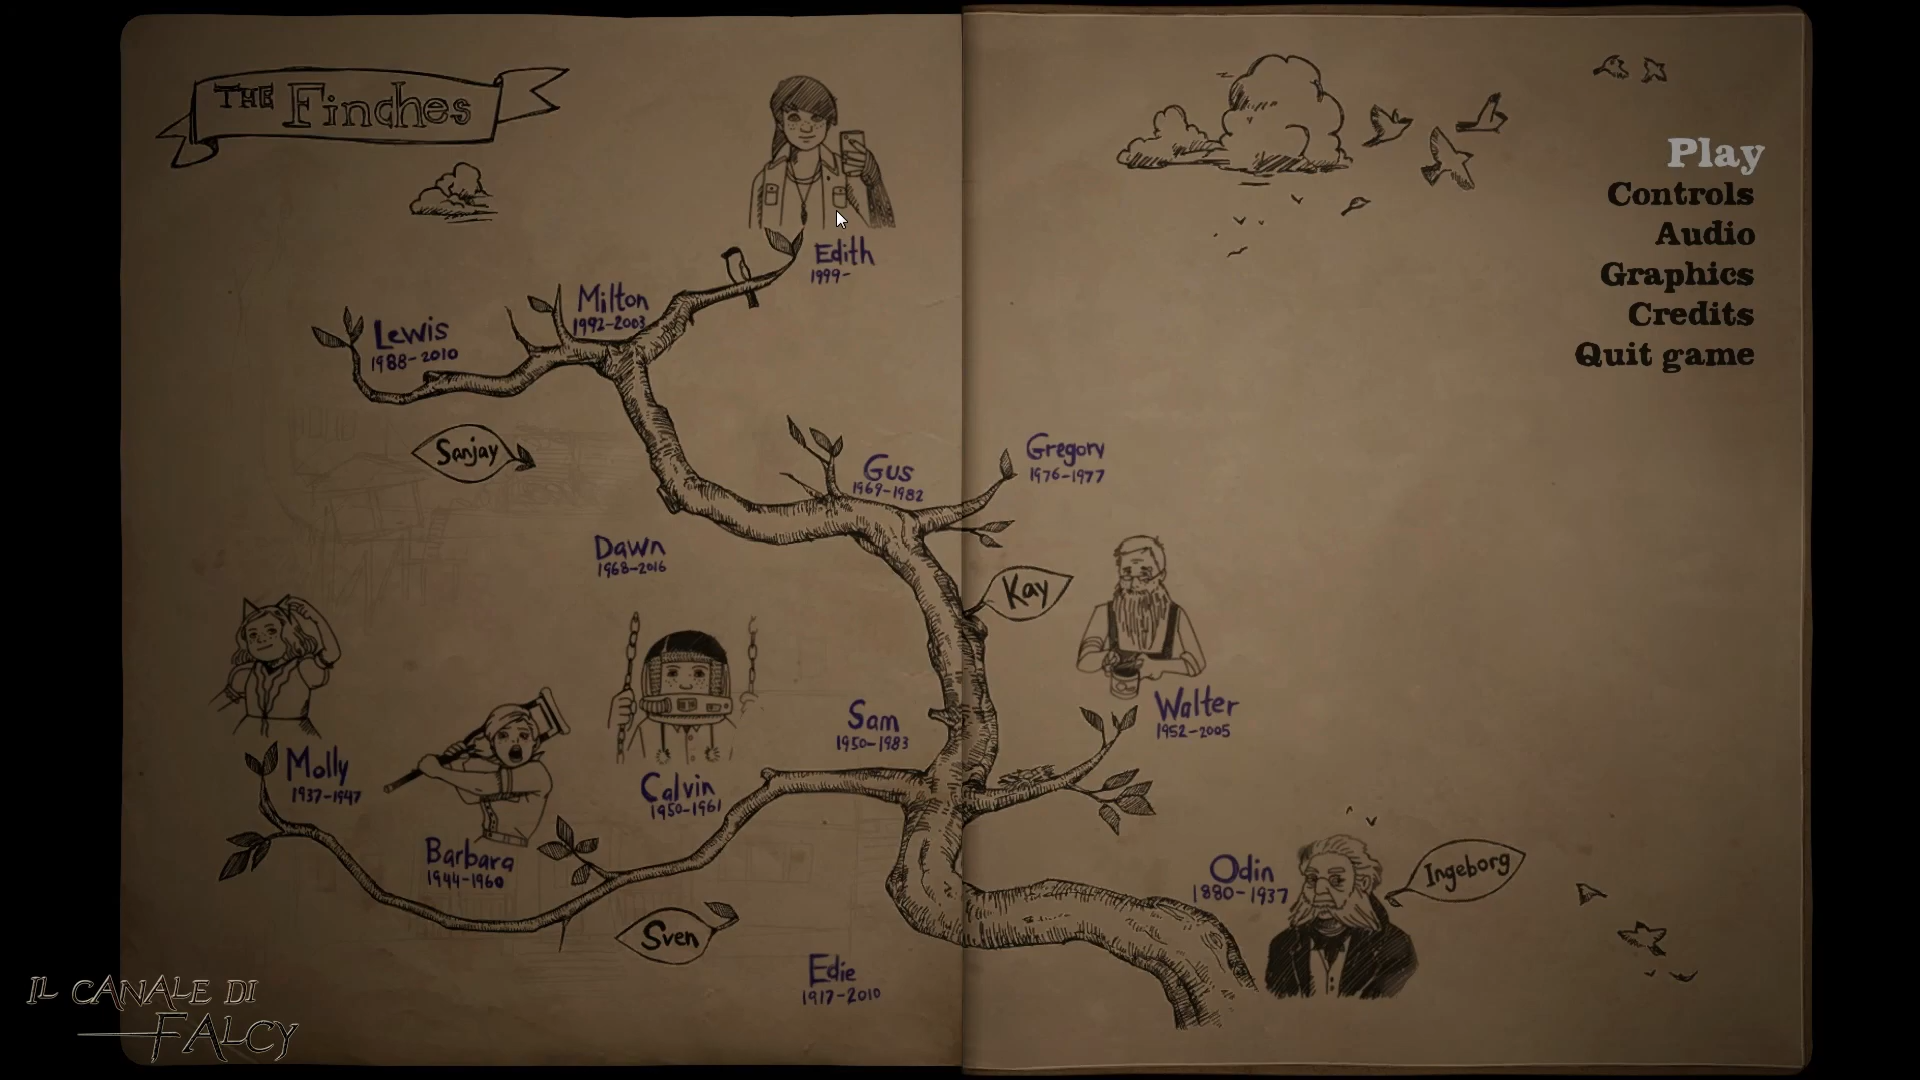 THE Finches
Edith
1999-
Milton
1992-2003
Lewis
1988-2010
Sanjay
Gus
1969-1982
Gregory
1976-1977
Dawn
1968-2016
Kay
Sam
1950-1983
Walter
1952-2005
Molly
1937-1947
Calvin
1950-1961
Barbara
1944-1960
Sven
Odin
1880-1937
Ingeborg
Edie
1917-2010
Play
Controls
Audio
Graphics
Credits
Quit game
IL CANALE DI
FALCY